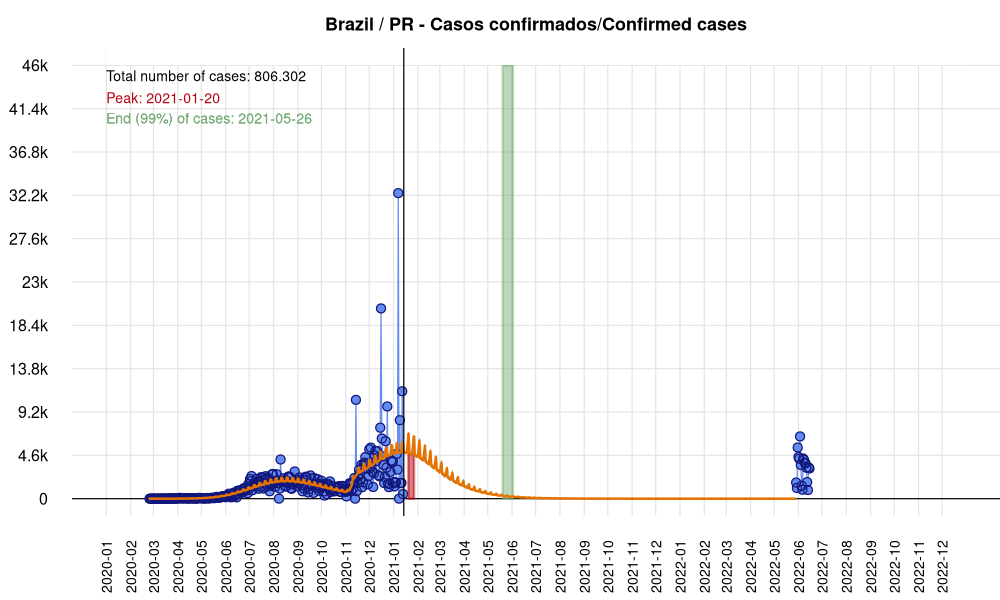 Brazil / PR - Casos confirmados/Confirmed cases
46k
41.4k
36.8k
32.2k
27.6k
23k
18.4k
13.8k
9.2k
4.6k
0
Total number of cases: 806.302
Peak: 2021-01-20
End (99%) of cases: 2021-05-26
2020-01
2020-02
2020-03
2020-04
2020-05
2020-06
2020-07
2020-08
2020-09
2020-10
2020-11
2020-12
2021-01
2021-02
2021-03
2021-04
2021-05
2021-06
2021-07
2021-08
2021-09
2021-10
2021-11
2021-12
2022-01
2022-02
2022-03
2022-04
2022-05
2022-06
2022-07
2022-08
2022-09
2022-10
2022-11
2022-12